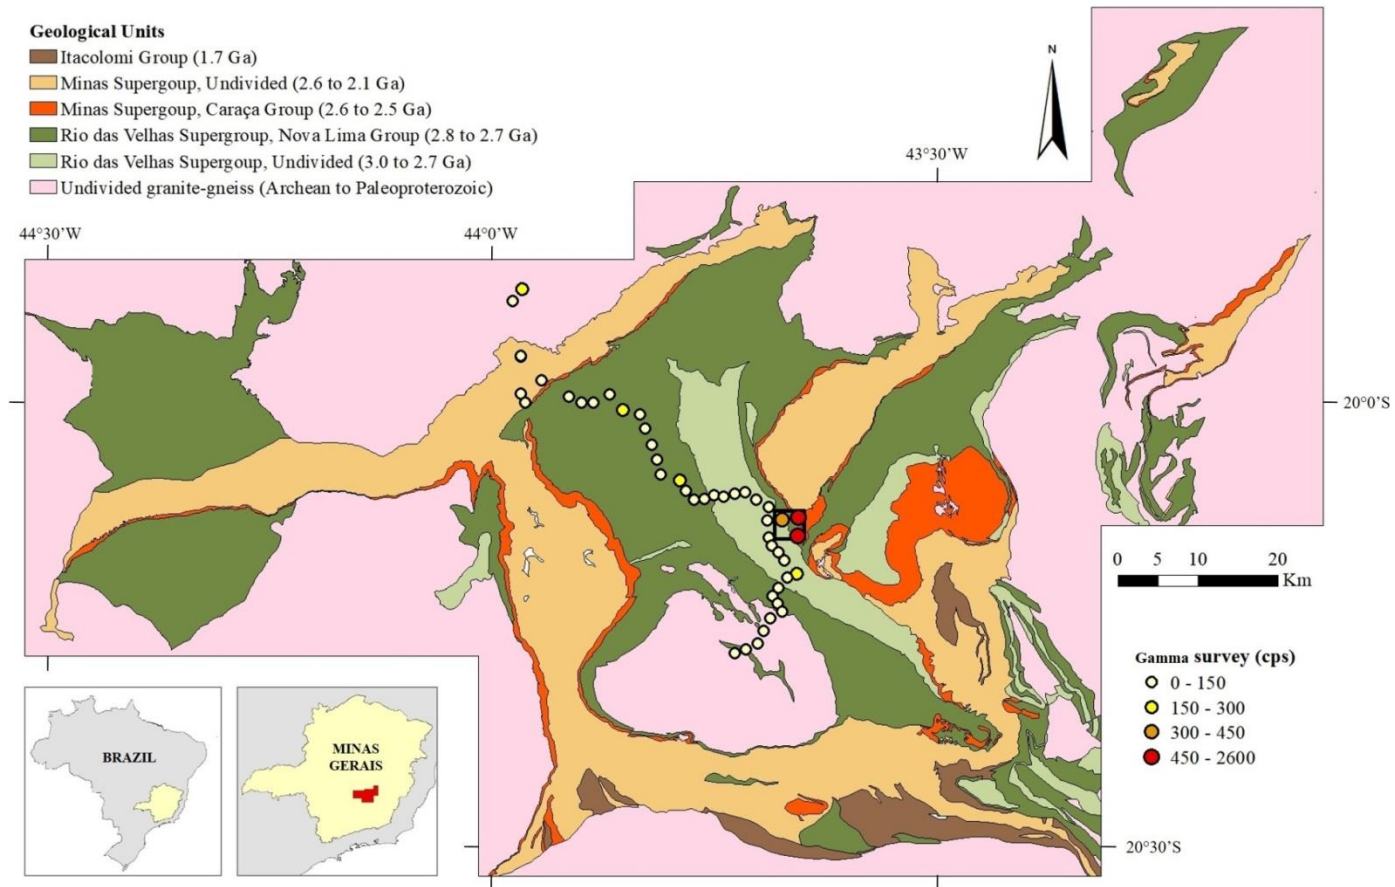 Geological Units
Itacolomi Group (1.7 Ga)
Minas Supergoup, Undivided (2.6 to 2.1 Ga)
Minas Supergoup, Caraça Group (2.6 to 2.5 Ga)
Rio das Velhas Supergroup, Nova Lima Group (2.8 to 2.7 Ga)
Rio das Velhas Supergoup, Undivided (3.0 to 2.7 Ga)
Undivided granite-gneiss (Archean to Paleoproterozoic)
N
43°30'W
44°30'W
44°0'W
20°0'S
0 5 10 20
Km
Gamma survey (cps)
0 - 150
150 - 300
300 - 450
450 - 2600
BRAZIL
MINAS
GERAIS
20°30'S